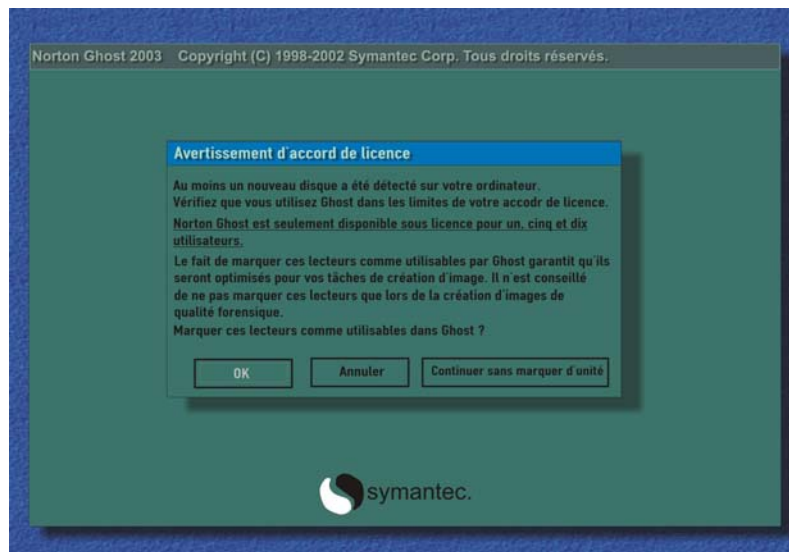 Norton Ghost 2003 Copyright (C) 1998-2002 Symantec Corp. Tous droits réservés.
Avertissement d'accord de licence
Au moins un nouveau disque a été détecté sur votre ordinateur.
Vérifiez que vous utilisez Ghost dans les limites de votre accodr de licence.
Norton Ghost est seulement disponible sous licence pour un, cinq et dix
utilisateurs.
Le fait de marquer ces lecteurs comme utilisables par Ghost garantit qu'ils
seront optimisés pour vos tâches de création d'image. Il n'est conseillé
de ne pas marquer ces lecteurs que lors de la création d'images de
qualité forensique.
Marquer ces lecteurs comme utilisables dans Ghost ?
OK Annuler Continuer sans marquer d'unité
symantec.